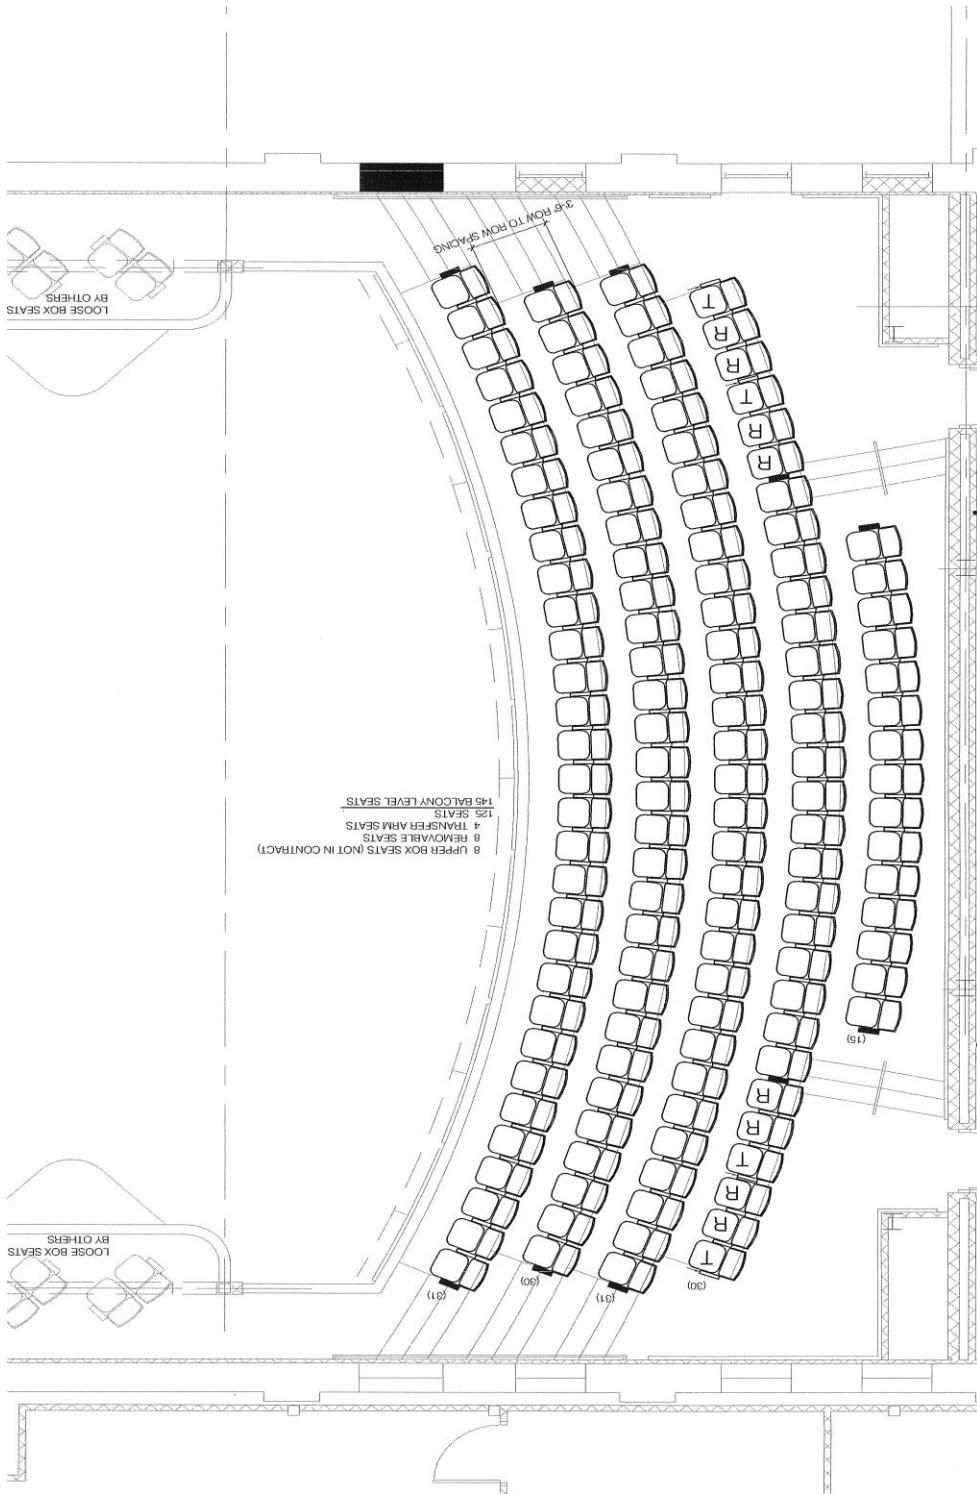 3'-6" ROW TO ROW SPACING
LOOSE BOX SEATS
BY OTHERS
8 UPPER BOX SEATS (NOT IN CONTRACT)
8 REMOVABLE SEATS
4 TRANSFER ARM SEATS
125 SEATS
145 BALCONY LEVEL SEATS
LOOSE BOX SEATS
BY OTHERS
T
R
R
T
R
R
R
R
T
R
R
T
(31)
(30)
(31)
(30)
(15)